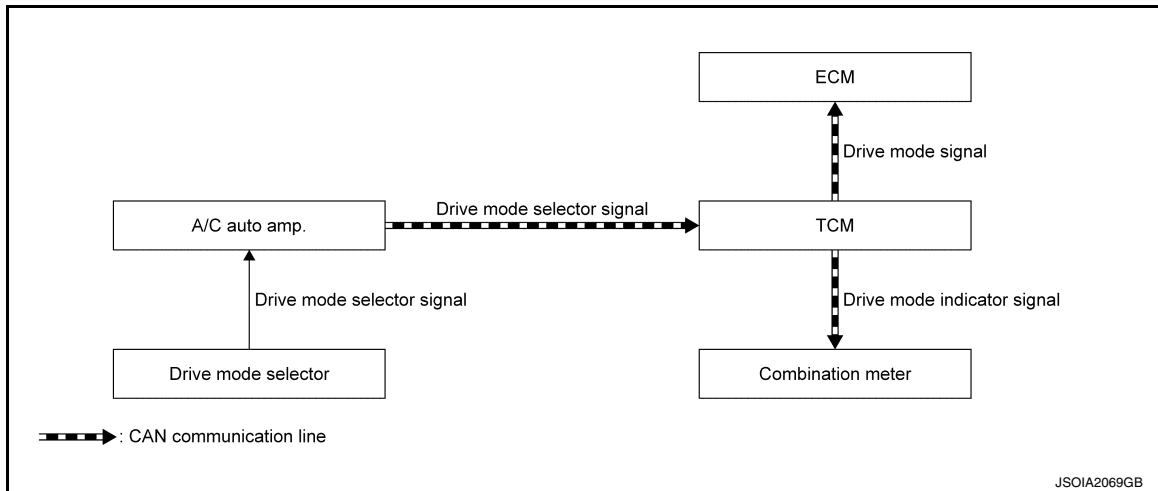 ECM
Drive mode signal
Drive mode selector signal
A/C auto amp.
TCM
Drive mode selector signal
Drive mode indicator signal
Drive mode selector
Combination meter
: CAN communication line
JSOIA2069GB